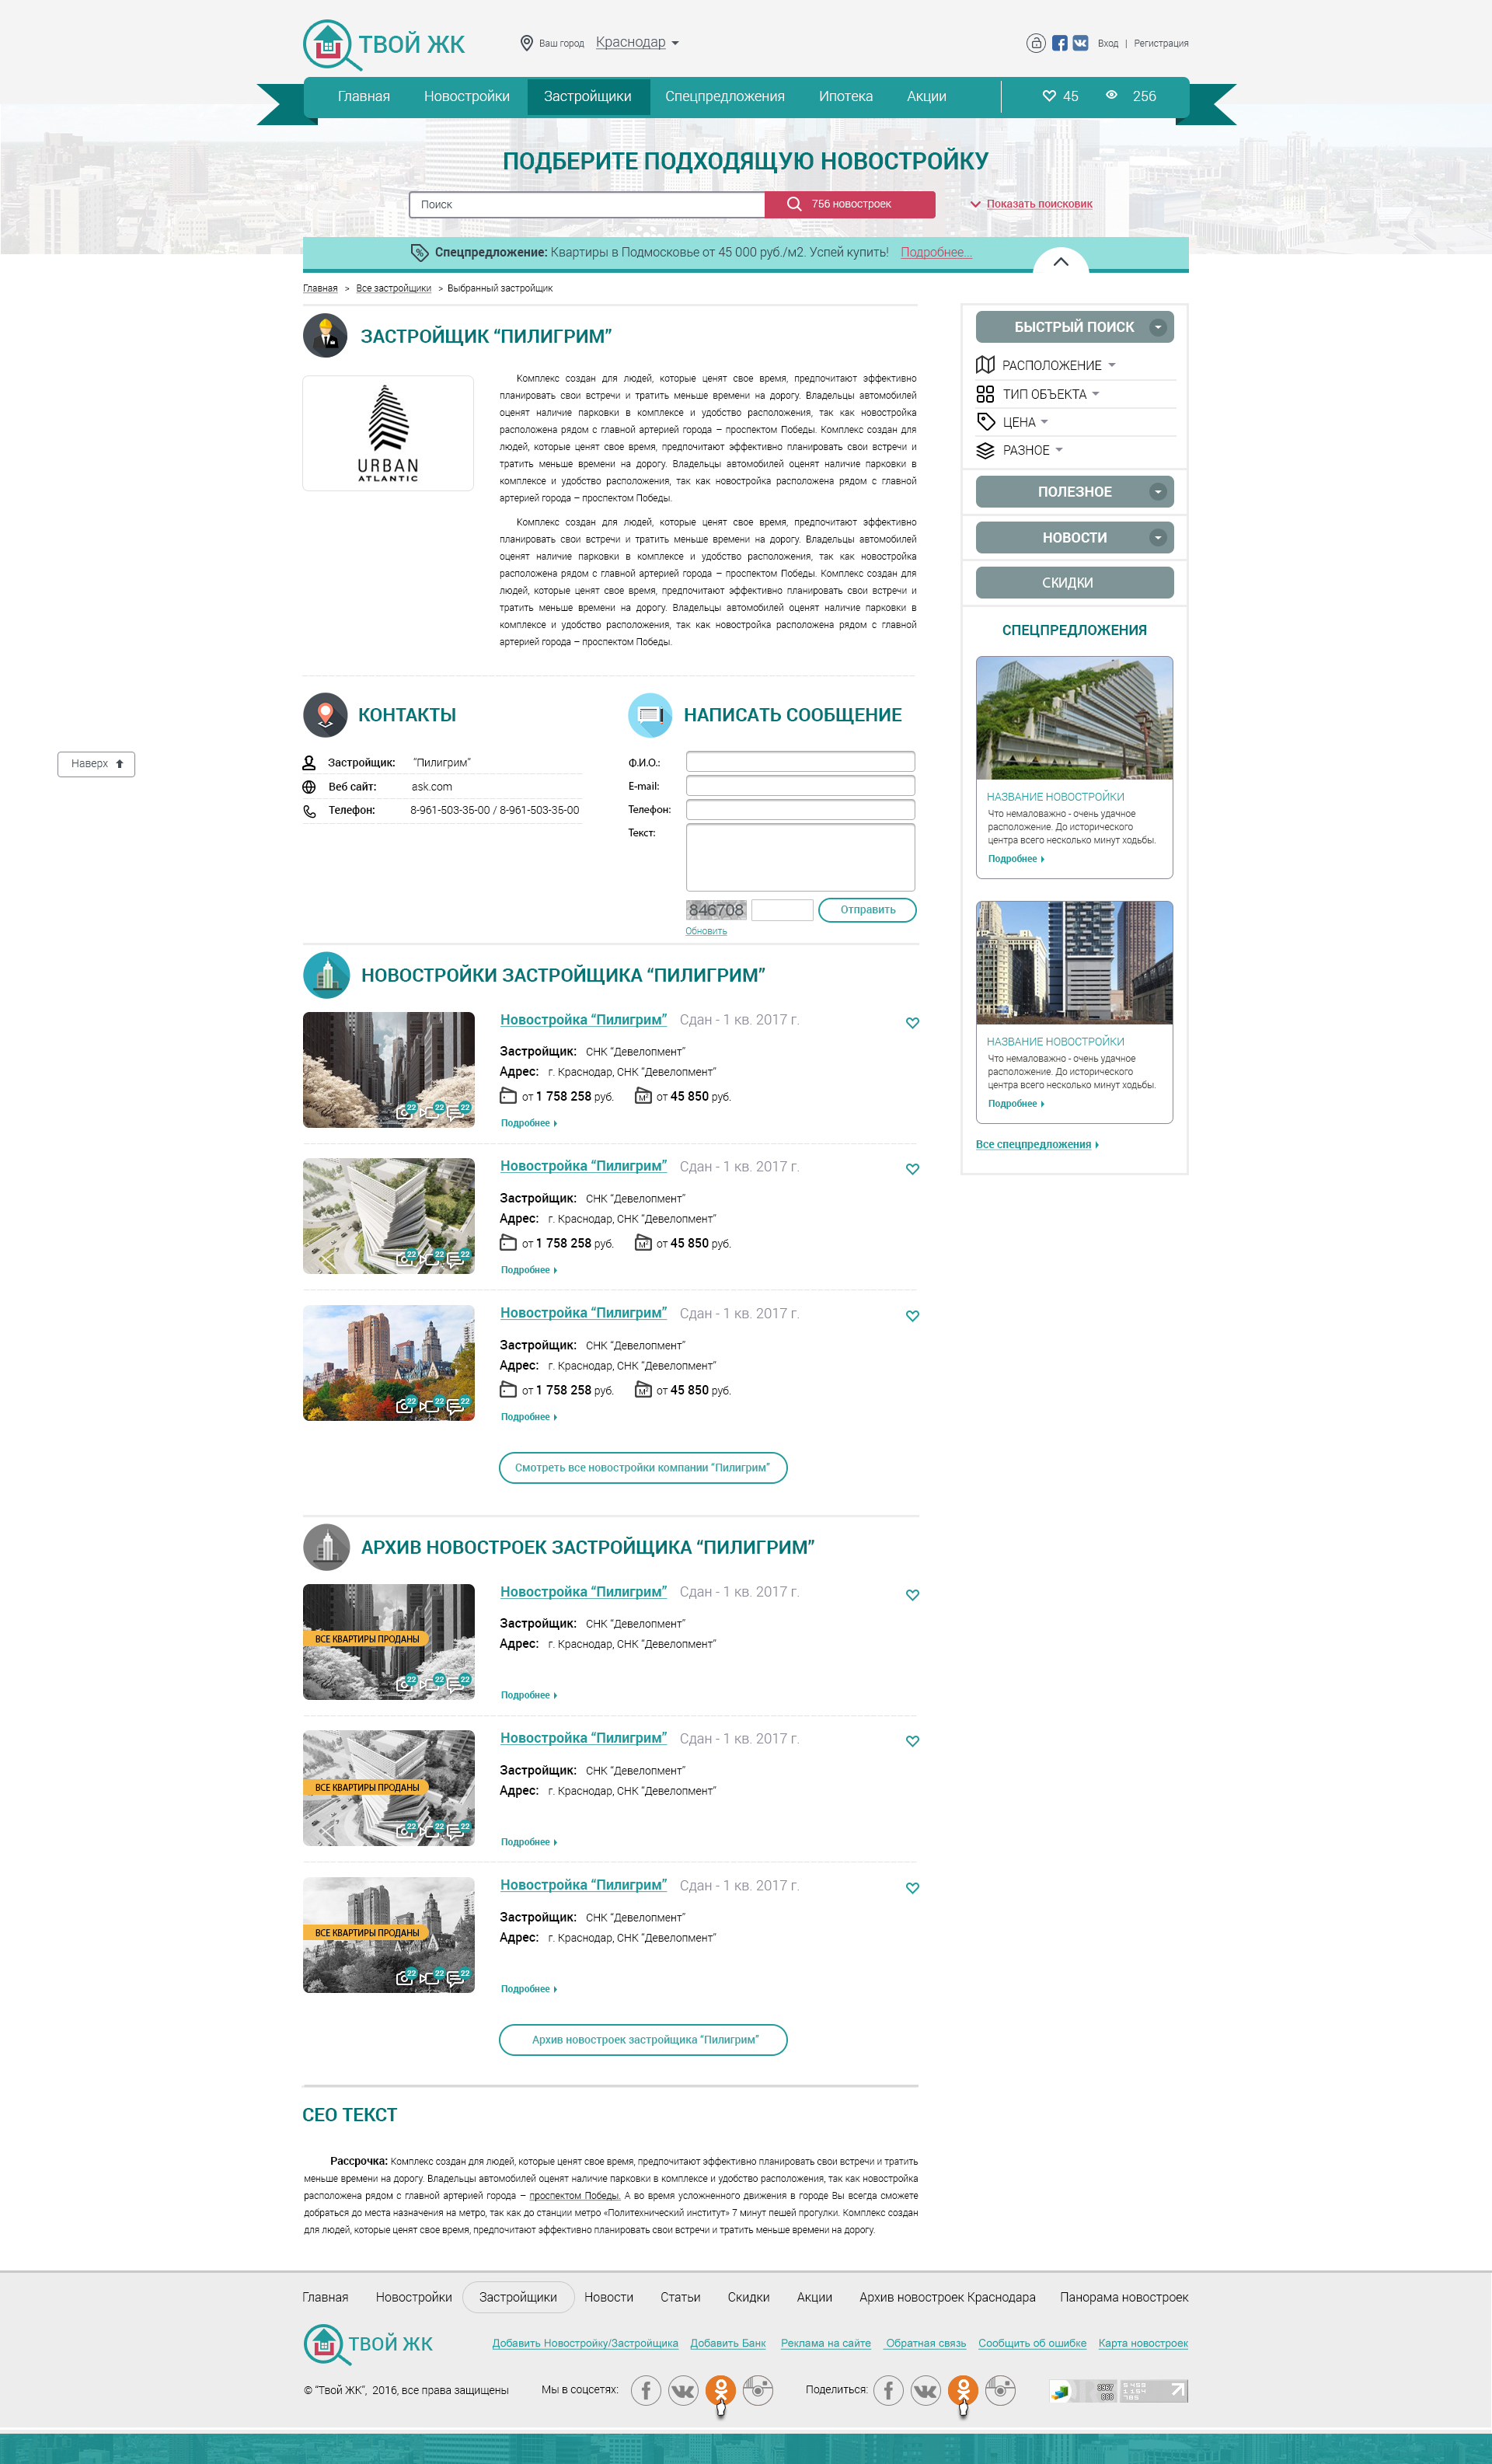 ТВОЙ ЖК
Ваш город Краснодар
Вход | Регистрация
Главная Новостройки Застройщики Спецпредложения Ипотека Акции 45 256
ПОДБЕРИТЕ ПОДХОДЯЩУЮ НОВОСТРОЙКУ
Поиск 756 новостроек Показать поисковик
Спецпредложение: Квартиры в Подмосковье от 45 000 руб./м2. Успей купить! Подробнее...
Главная > Все застройщики > Выбранный застройщик
ЗАСТРОЙЩИК “ПИЛИГРИМ”
URBAN
ATLANTIC
Комплекс создан для людей, которые ценят свое время, предпочитают эффективно
планировать свои встречи и тратить меньше времени на дорогу. Владельцы автомобилей
оценят наличие парковки в комплексе и удобство расположения, так как новостройка
расположена рядом с главной артерией города – проспектом Победы. Комплекс создан для
людей, которые ценят свое время, предпочитают эффективно планировать свои встречи и
тратить меньше времени на дорогу. Владельцы автомобилей оценят наличие парковки в
комплексе и удобство расположения, так как новостройка расположена рядом с главной
артерией города – проспектом Победы.
Комплекс создан для людей, которые ценят свое время, предпочитают эффективно
планировать свои встречи и тратить меньше времени на дорогу. Владельцы автомобилей
оценят наличие парковки в комплексе и удобство расположения, так как новостройка
расположена рядом с главной артерией города – проспектом Победы. Комплекс создан для
людей, которые ценят свое время, предпочитают эффективно планировать свои встречи и
тратить меньше времени на дорогу. Владельцы автомобилей оценят наличие парковки в
комплексе и удобство расположения, так как новостройка расположена рядом с главной
артерией города – проспектом Победы.
БЫСТРЫЙ ПОИСК
РАСПОЛОЖЕНИЕ
ТИП ОБЪЕКТА
ЦЕНА
РАЗНОЕ
ПОЛЕЗНОЕ
НОВОСТИ
СКИДКИ
СПЕЦПРЕДЛОЖЕНИЯ
НАЗВАНИЕ НОВОСТРОЙКИ
Что немаловажно - очень удачное
расположение. До исторического
центра всего несколько минут ходьбы.
Подробнее
НАЗВАНИЕ НОВОСТРОЙКИ
Что немаловажно - очень удачное
расположение. До исторического
центра всего несколько минут ходьбы.
Подробнее
Все спецпредложения
Наверх
КОНТАКТЫ
Застройщик: “Пилигрим”
Веб сайт: ask.com
Телефон: 8-961-503-35-00 / 8-961-503-35-00
НАПИСАТЬ СООБЩЕНИЕ
Ф.И.О.:
E-mail:
Телефон:
Текст:
846708 Отправить
Обновить
НОВОСТРОЙКИ ЗАСТРОЙЩИКА “ПИЛИГРИМ”
Новостройка “Пилигрим” Сдан - 1 кв. 2017 г.
Застройщик: СНК “Девелопмент”
Адрес: г. Краснодар, СНК “Девелопмент”
от 1 758 258 руб. М² от 45 850 руб.
22 22 22
Подробнее
Новостройка “Пилигрим” Сдан - 1 кв. 2017 г.
Застройщик: СНК “Девелопмент”
Адрес: г. Краснодар, СНК “Девелопмент”
от 1 758 258 руб. М² от 45 850 руб.
22 22 22
Подробнее
Новостройка “Пилигрим” Сдан - 1 кв. 2017 г.
Застройщик: СНК “Девелопмент”
Адрес: г. Краснодар, СНК “Девелопмент”
от 1 758 258 руб. М² от 45 850 руб.
22 22 22
Подробнее
Смотреть все новостройки компании “Пилигрим”
АРХИВ НОВОСТРОЕК ЗАСТРОЙЩИКА “ПИЛИГРИМ”
Новостройка “Пилигрим” Сдан - 1 кв. 2017 г.
Застройщик: СНК “Девелопмент”
Адрес: г. Краснодар, СНК “Девелопмент”
ВСЕ КВАРТИРЫ ПРОДАНЫ
22 22 22
Подробнее
Новостройка “Пилигрим” Сдан - 1 кв. 2017 г.
Застройщик: СНК “Девелопмент”
Адрес: г. Краснодар, СНК “Девелопмент”
ВСЕ КВАРТИРЫ ПРОДАНЫ
22 22 22
Подробнее
Новостройка “Пилигрим” Сдан - 1 кв. 2017 г.
Застройщик: СНК “Девелопмент”
Адрес: г. Краснодар, СНК “Девелопмент”
ВСЕ КВАРТИРЫ ПРОДАНЫ
22 22 22
Подробнее
Архив новостроек застройщика “Пилигрим”
СЕО ТЕКСТ
Рассрочка: Комплекс создан для людей, которые ценят свое время, предпочитают эффективно планировать свои встречи и тратить
меньше времени на дорогу. Владельцы автомобилей оценят наличие парковки в комплексе и удобство расположения, так как новостройка
расположена рядом с главной артерией города – проспектом Победы. А во время усложненного движения в городе Вы всегда сможете
добраться до места назначения на метро, так как до станции метро «Политехнический институт» 7 минут пешей прогулки. Комплекс создан
для людей, которые ценят свое время, предпочитают эффективно планировать свои встречи и тратить меньше времени на дорогу.
Главная Новостройки Застройщики Новости Статьи Скидки Акции Архив новостроек Краснодара Панорама новостроек
ТВОЙ ЖК
Добавить Новостройку/Застройщика Добавить Банк Реклама на сайте Обратная связь Сообщить об ошибке Карта новостроек
© “Твой ЖК”, 2016, все права защищены Мы в соцсетях: Поделиться: